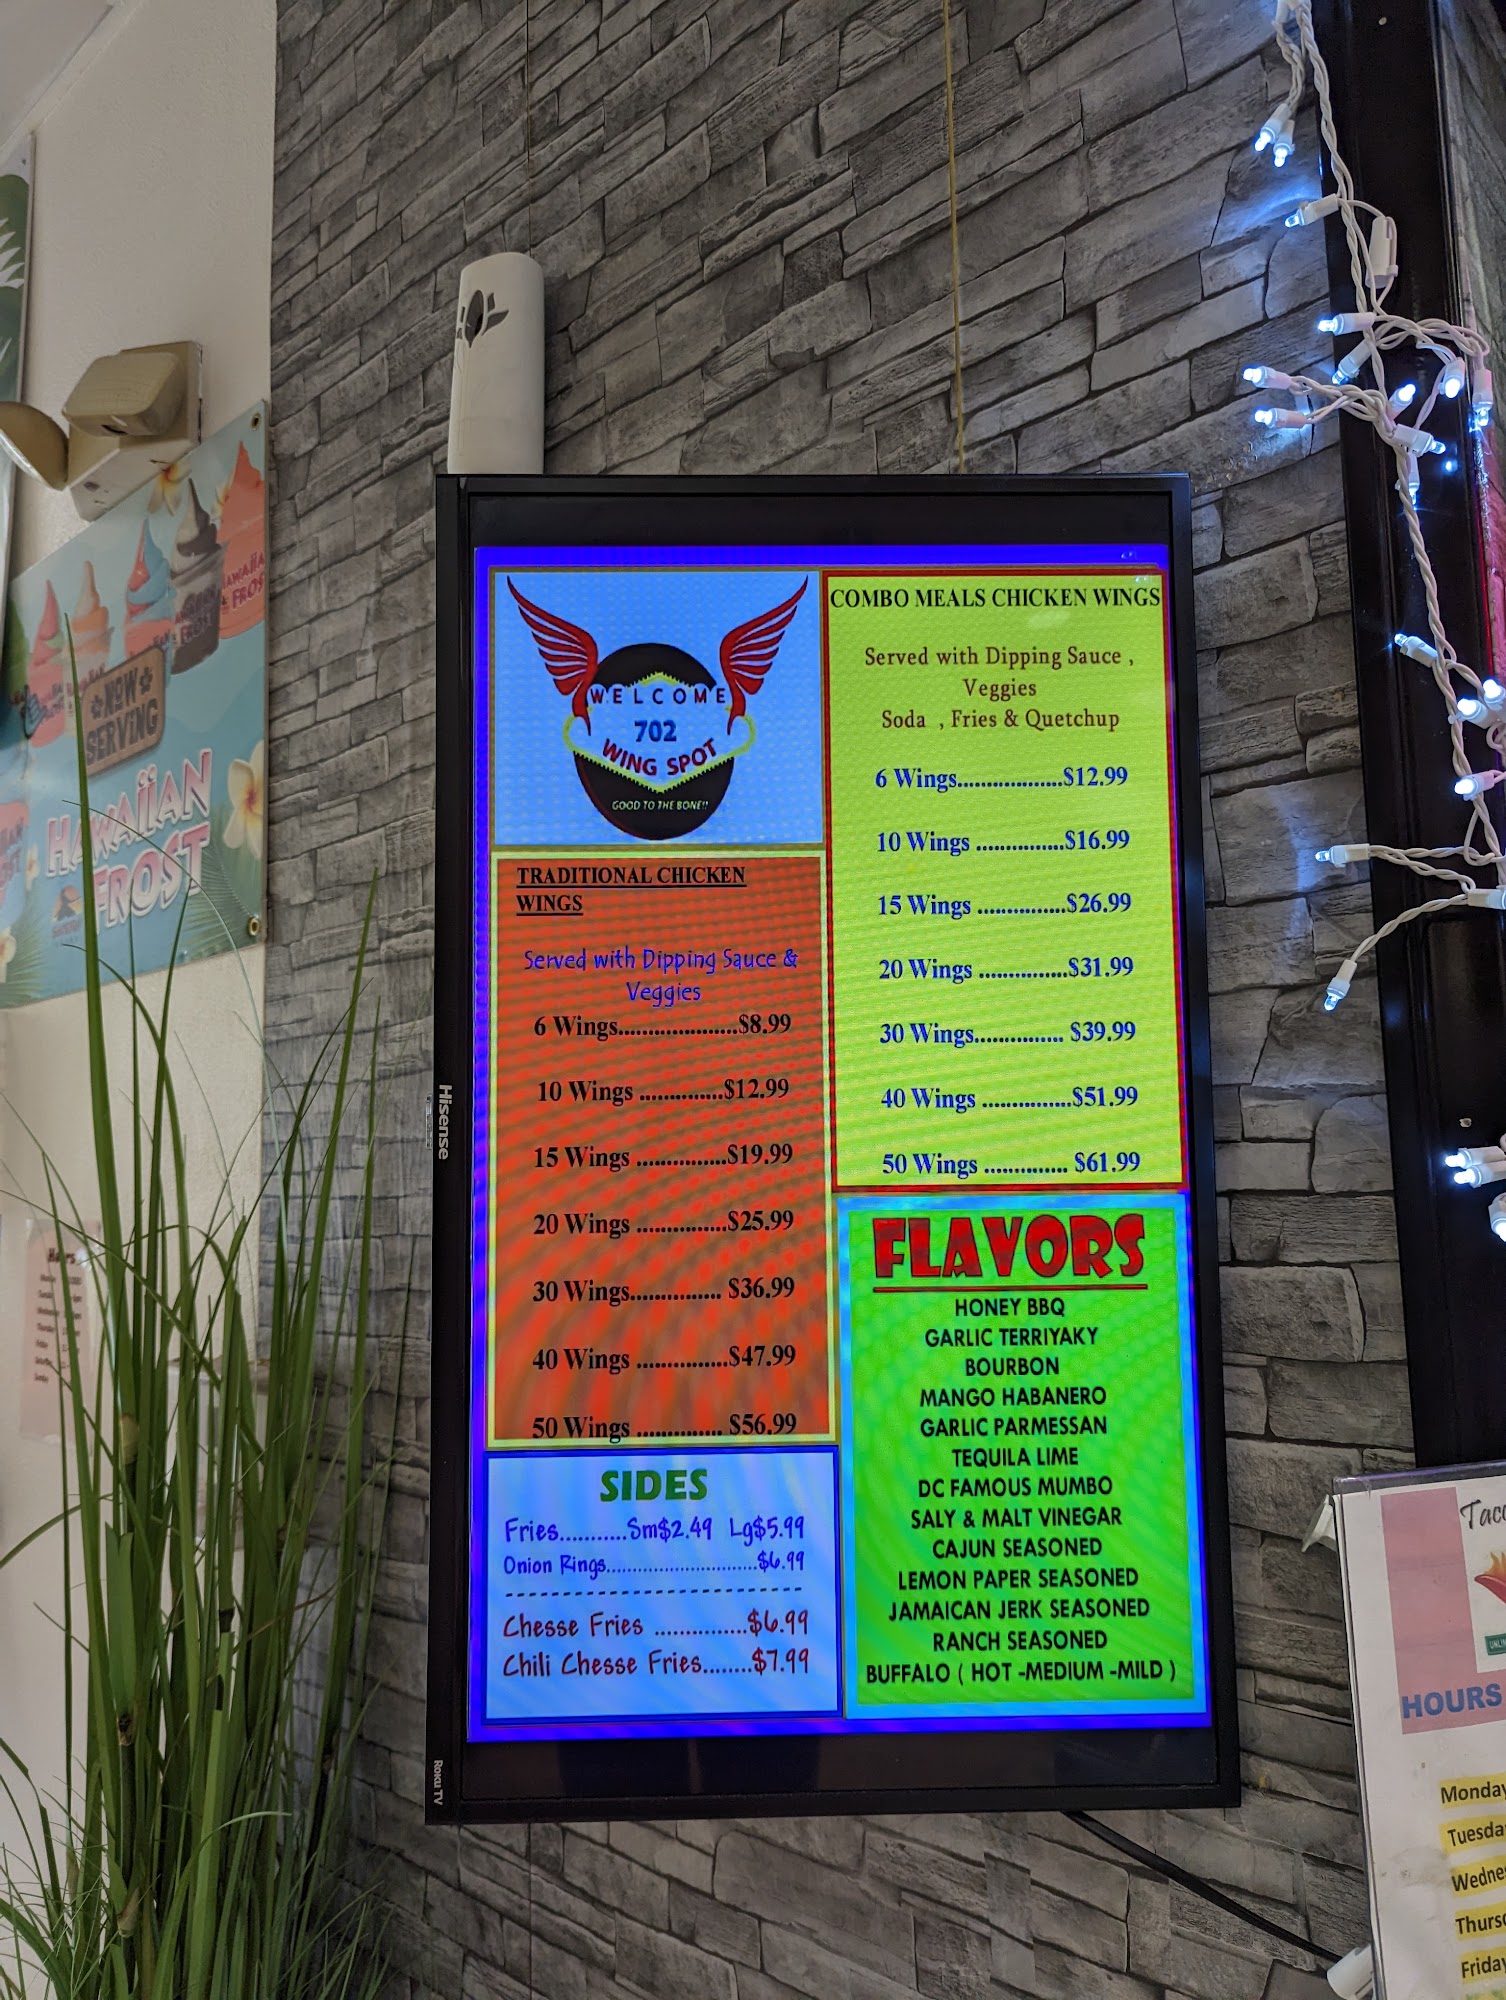 WELCOME
702
WING SPOT
GOOD TO THE BONE!!
TRADITIONAL CHICKEN
WINGS
Served with Dipping Sauce &
Veggies
6 Wings....................$8.99
10 Wings ..............$12.99
15 Wings ...............$19.99
20 Wings ...............$25.99
30 Wings............... $36.99
40 Wings ...............$47.99
50 Wings .............. $56.99
SIDES
Fries...........Sm$2.49 Lg$5.99
Onion Rings.............................$6.99
Chesse Fries ...............$6.99
Chili Chesse Fries........$7.99
COMBO MEALS CHICKEN WINGS
Served with Dipping Sauce ,
Veggies
Soda , Fries & Quetchup
6 Wings..................$12.99
10 Wings ...............$16.99
15 Wings ...............$26.99
20 Wings ...............$31.99
30 Wings............... $39.99
40 Wings ...............$51.99
50 Wings .............. $61.99
FLAVORS
HONEY BBQ
GARLIC TERRIYAKY
BOURBON
MANGO HABANERO
GARLIC PARMESSAN
TEQUILA LIME
DC FAMOUS MUMBO
SALY & MALT VINEGAR
CAJUN SEASONED
LEMON PAPER SEASONED
JAMAICAN JERK SEASONED
RANCH SEASONED
BUFFALO ( HOT -MEDIUM -MILD )
Hisense
Roku TV
NOW
SERVING
HAWAIIAN
FROST
HOURS
Monday